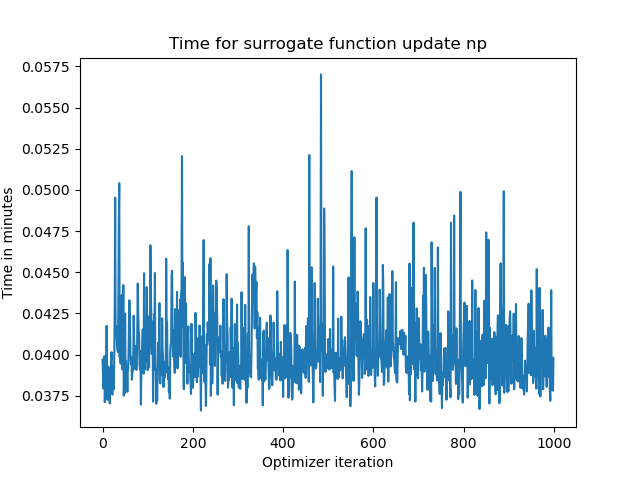 Time for surrogate function update np
Time in minutes
0.0575
0.0550
0.0525
0.0500
0.0475
0.0450
0.0425
0.0400
0.0375
0 200 400 600 800 1000
Optimizer iteration